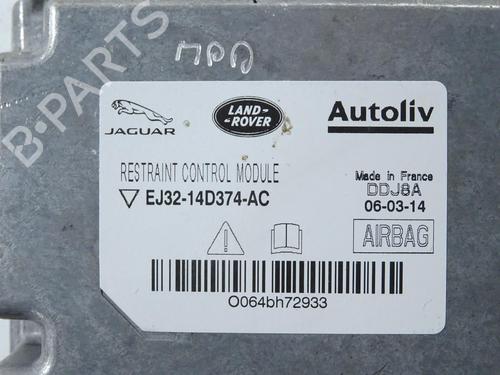 B-PARTS
JAGUAR
LAND-
-ROVER
Autoliv
RESTRAINT CONTROL MODULE
EJ32-14D374-AC
Made in France
DDJ8A
06-03-14
AIRBAG
O064bh72933